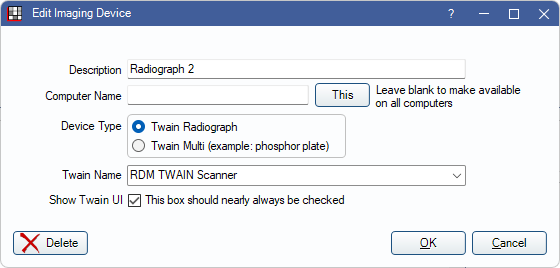 Edit Imaging Device
?
Description Radiograph 2
Computer Name This Leave blank to make available
on all computers
Device Type Twain Radiograph
Twain Multi (example: phosphor plate)
Twain Name RDM TWAIN Scanner
Show Twain UI This box should nearly always be checked
Delete OK Cancel